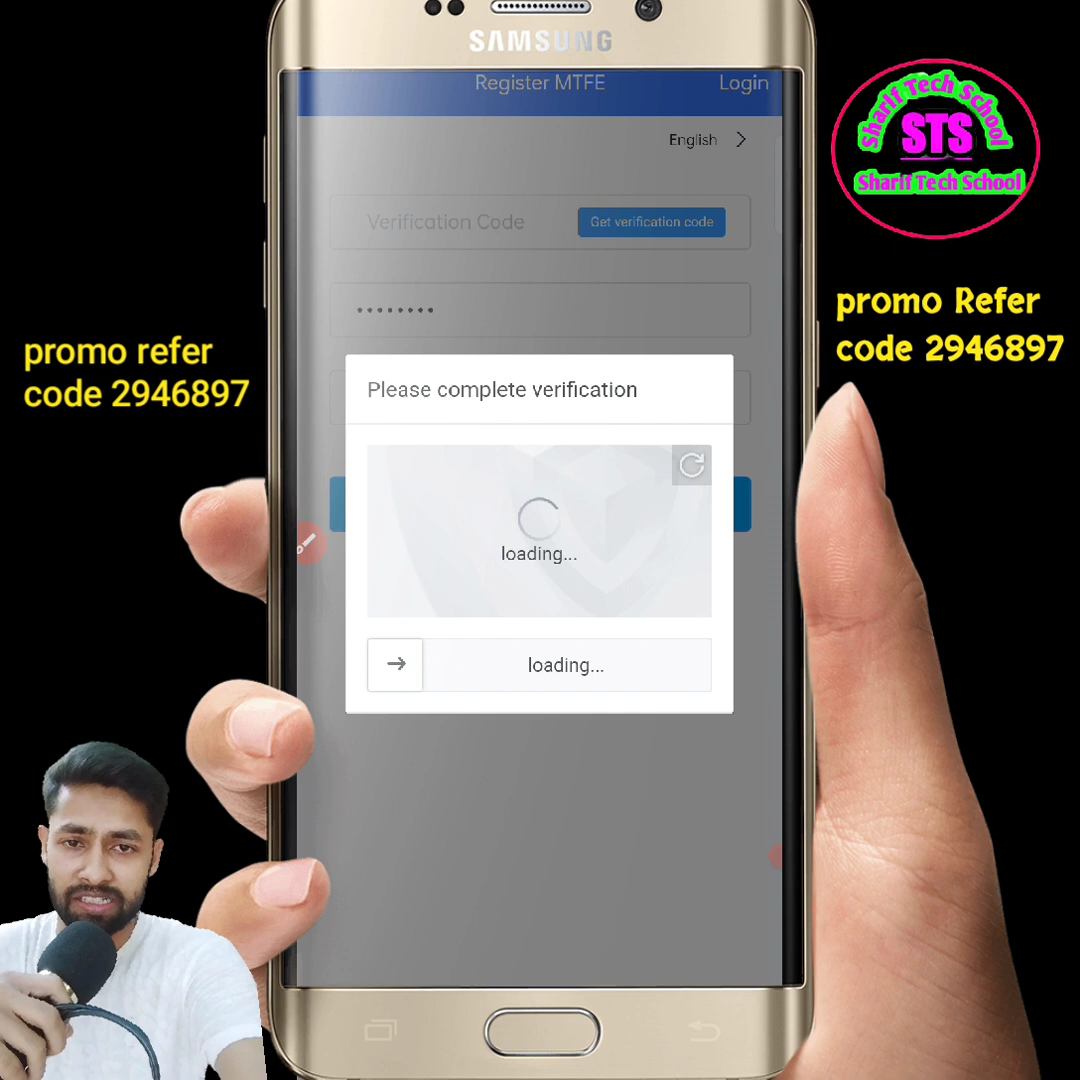 SAMSUNG
Register MTFE
Login
English
Verification Code
Get verification code
Sharif Tech School
STS
Sharif Tech School
promo Refer
code 2946897
promo refer
code 2946897
Please complete verification
loading...
loading...